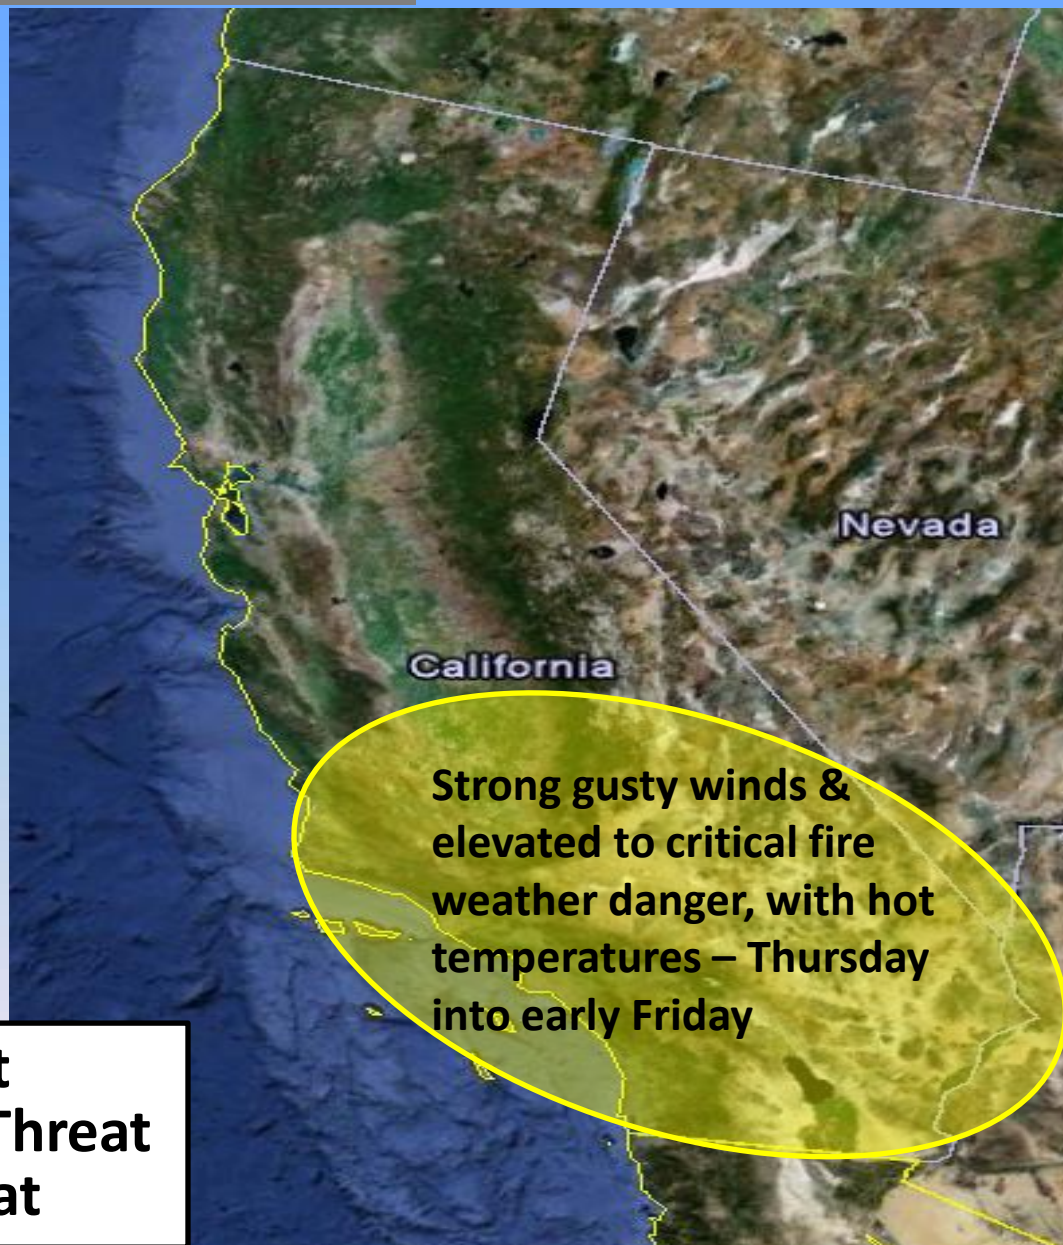 Nevada
California
Strong gusty winds &
elevated to critical fire
weather danger, with hot
temperatures – Thursday
into early Friday
Threat